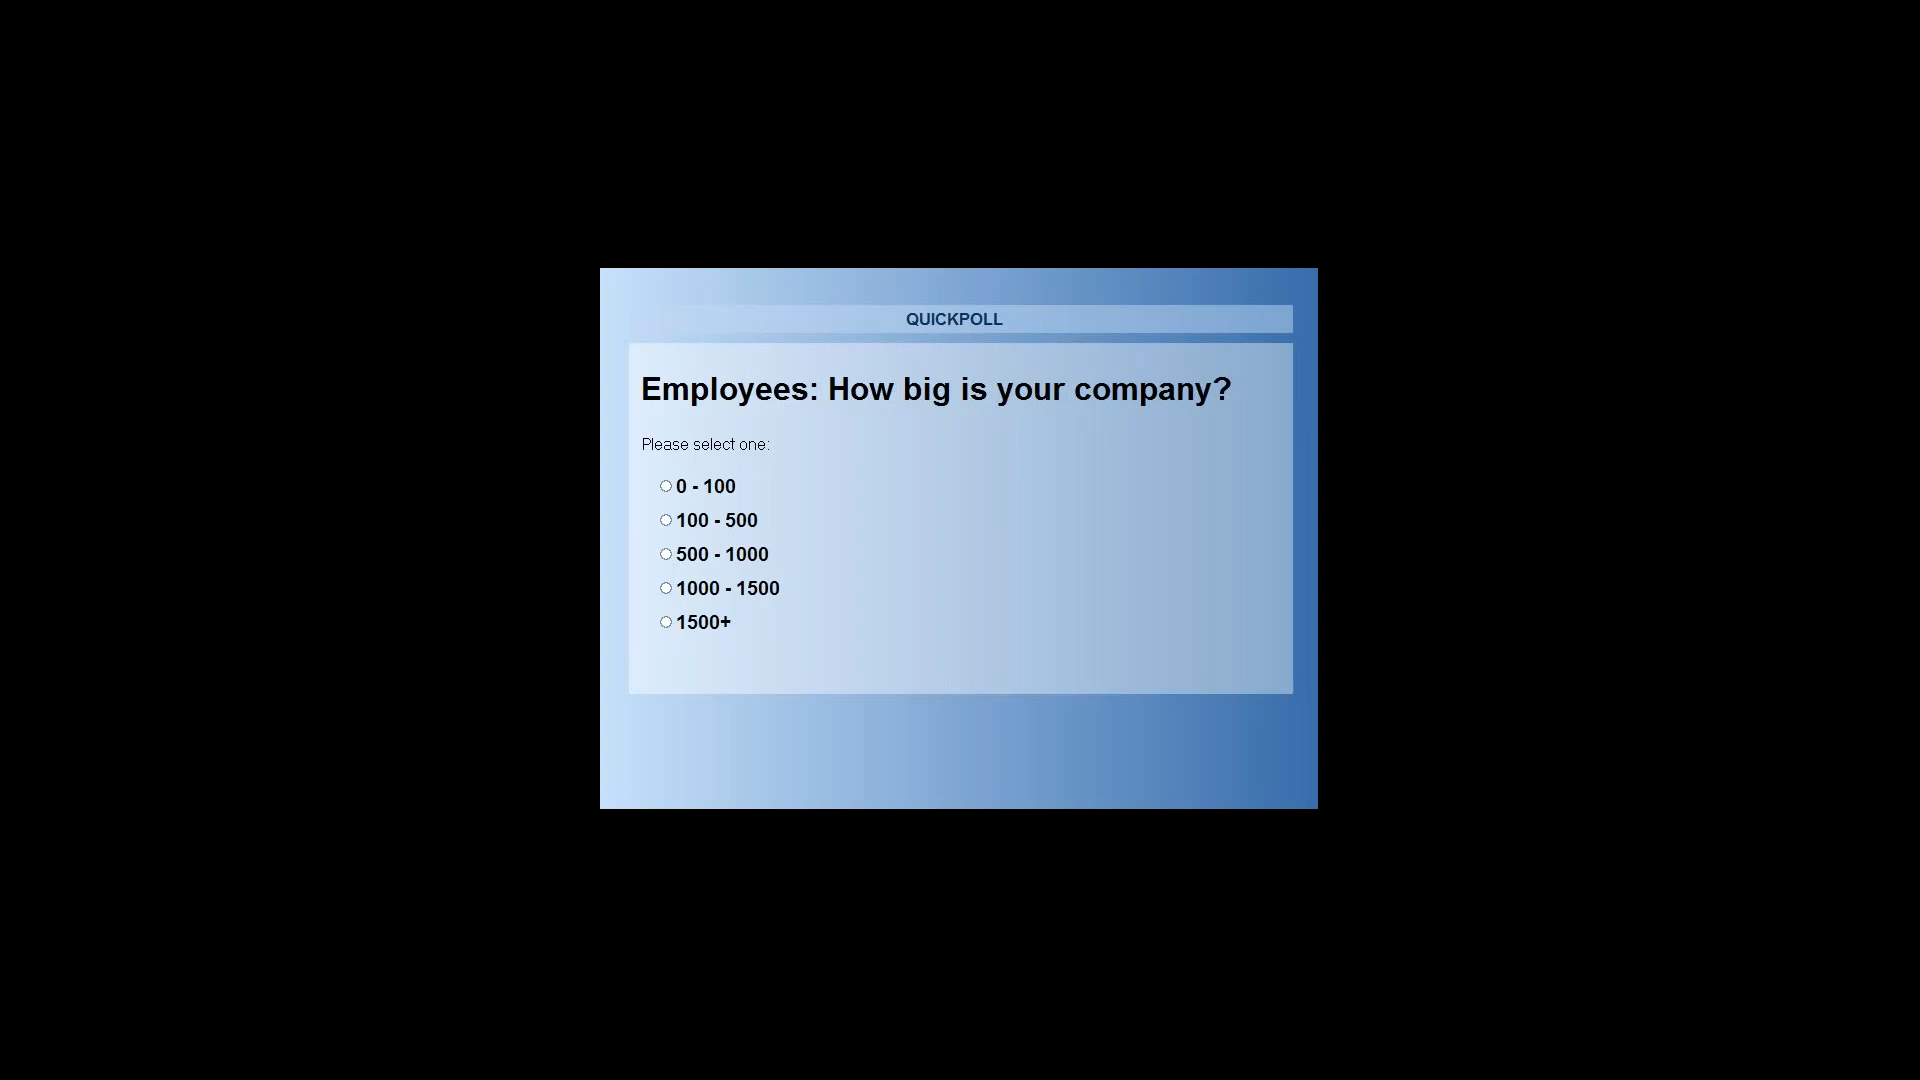 QUICKPOLL
Employees: How big is your company?
Please select one:
0 - 100
100 - 500
500 - 1000
1000 - 1500
1500+